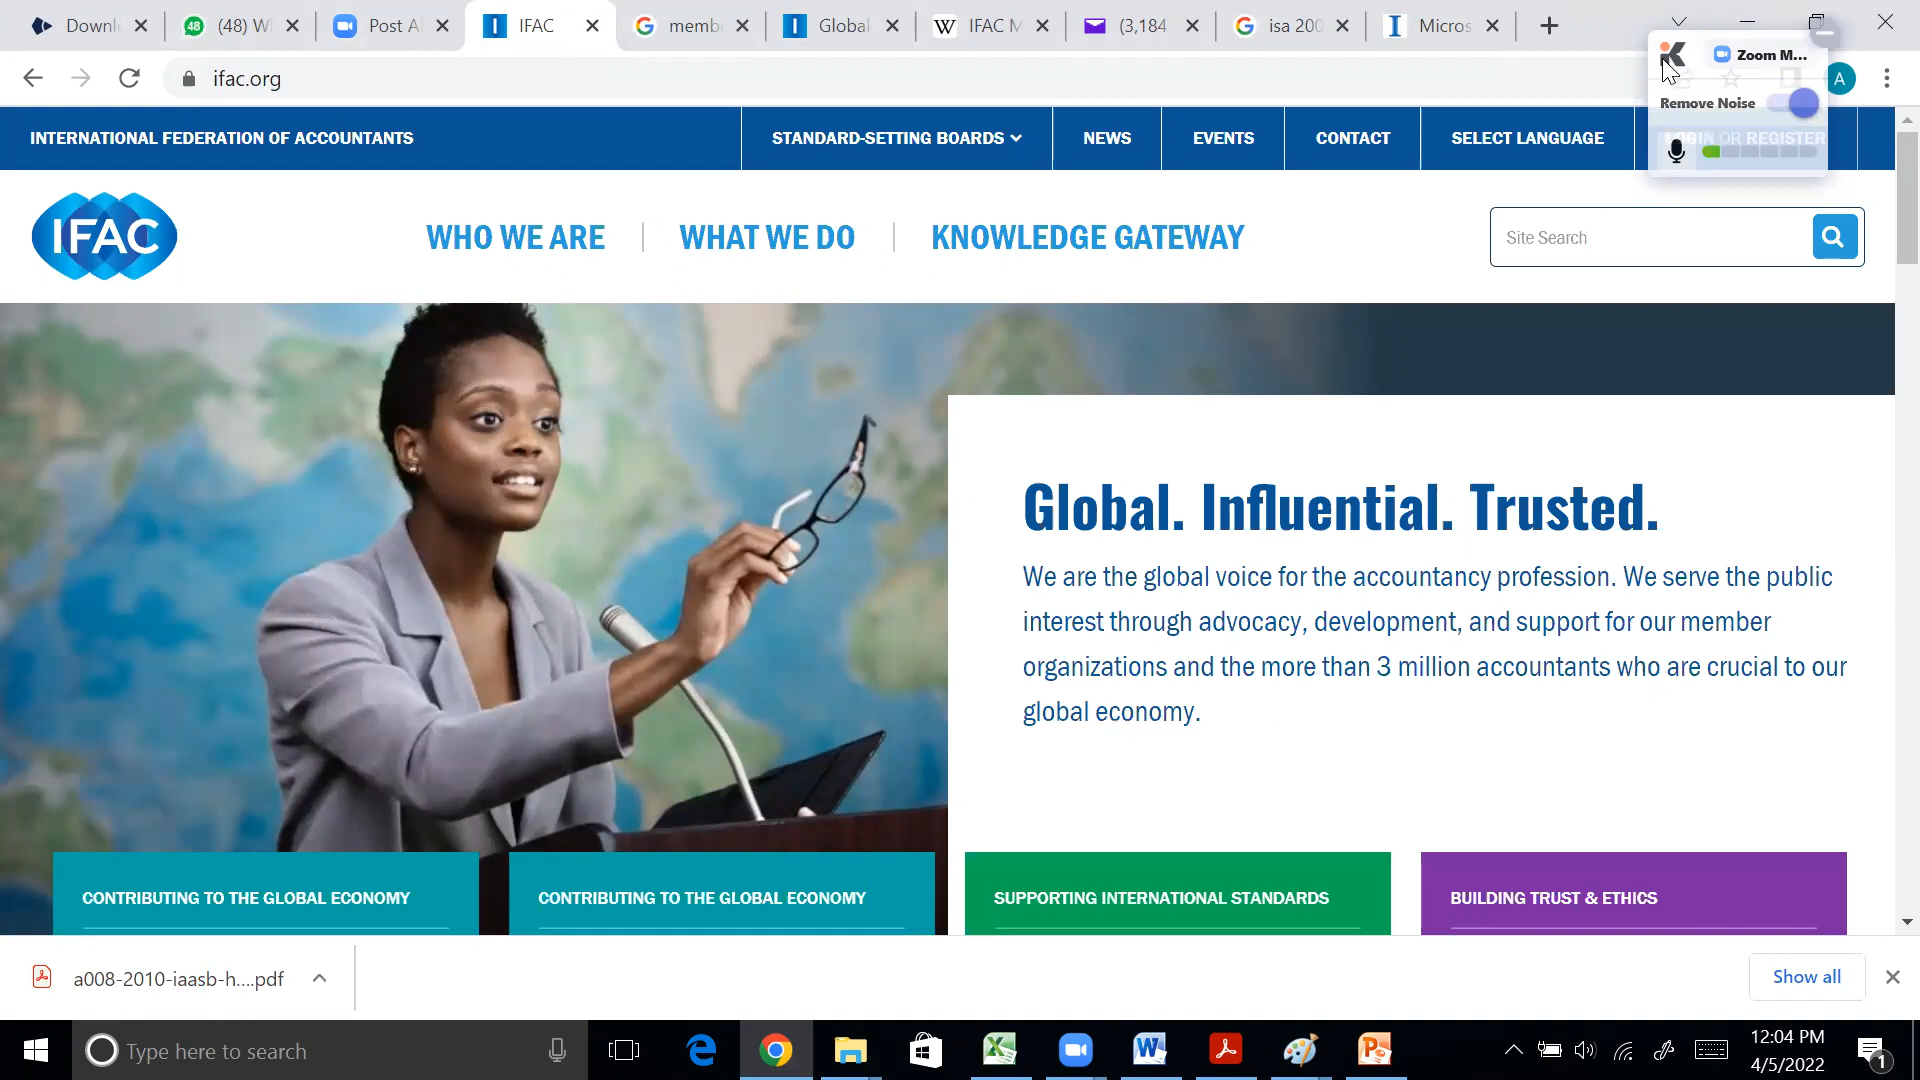 Downl
(48) W
Post A
IFAC
memb
Global
IFAC M
(3,184
isa 200
Micros
ifac.org
A
Zoom M...
Remove Noise
INTERNATIONAL FEDERATION OF ACCOUNTANTS
STANDARD-SETTING BOARDS
NEWS
EVENTS
CONTACT
SELECT LANGUAGE
LOGIN OR REGISTER
IFAC
WHO WE ARE
WHAT WE DO
KNOWLEDGE GATEWAY
Site Search
Global. Influential. Trusted.
We are the global voice for the accountancy profession. We serve the public
interest through advocacy, development, and support for our member
organizations and the more than 3 million accountants who are crucial to our
global economy.
CONTRIBUTING TO THE GLOBAL ECONOMY
CONTRIBUTING TO THE GLOBAL ECONOMY
SUPPORTING INTERNATIONAL STANDARDS
BUILDING TRUST & ETHICS
a008-2010-iaasb-h....pdf
Show all
Type here to search
12:04 PM
4/5/2022
1